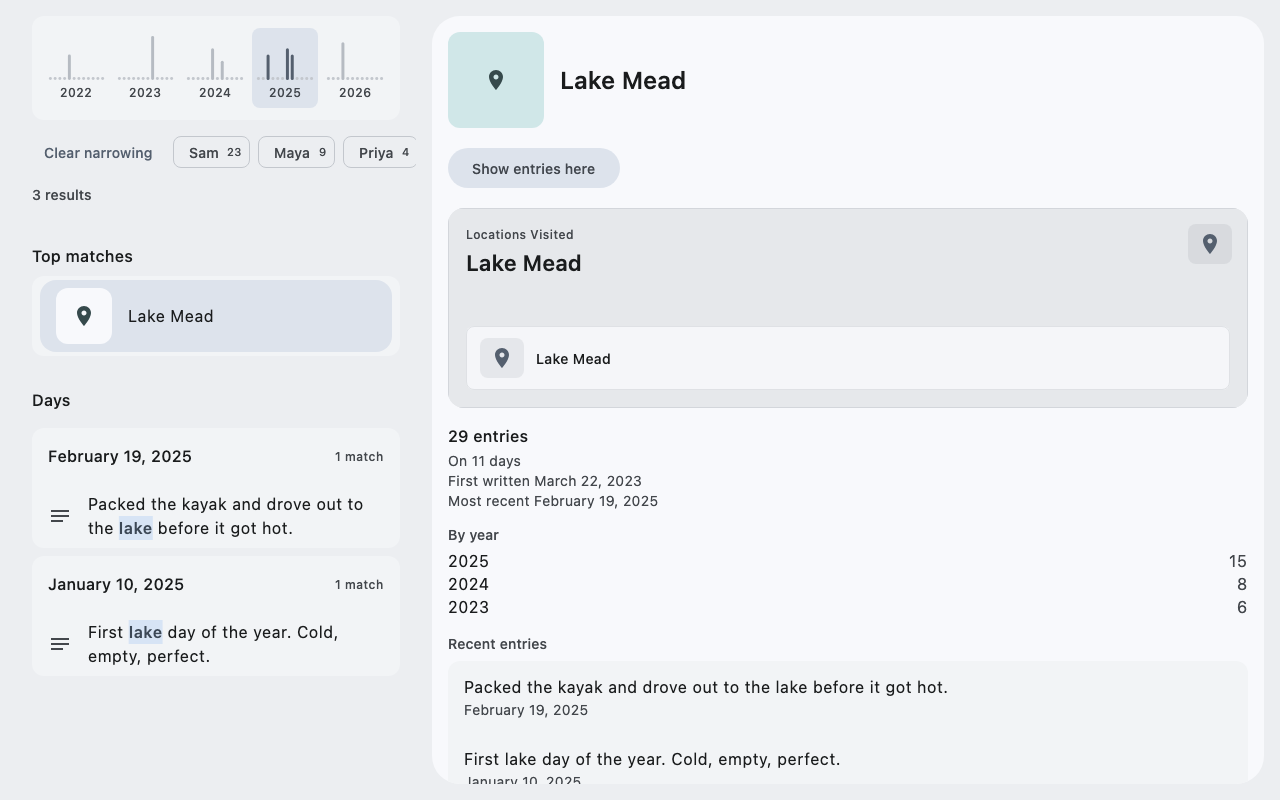 2022
2023
2024
2025
2026
Clear narrowing
Sam 23
Maya 9
Priya 4
3 results
Top matches
Lake Mead
Days
February 19, 2025
1 match
Packed the kayak and drove out to
the lake before it got hot.
January 10, 2025
1 match
First lake day of the year. Cold,
empty, perfect.
Lake Mead
Show entries here
Locations Visited
Lake Mead
Lake Mead
29 entries
On 11 days
First written March 22, 2023
Most recent February 19, 2025
By year
2025 15
2024 8
2023 6
Recent entries
Packed the kayak and drove out to the lake before it got hot.
February 19, 2025
First lake day of the year. Cold, empty, perfect.
January 10, 2025